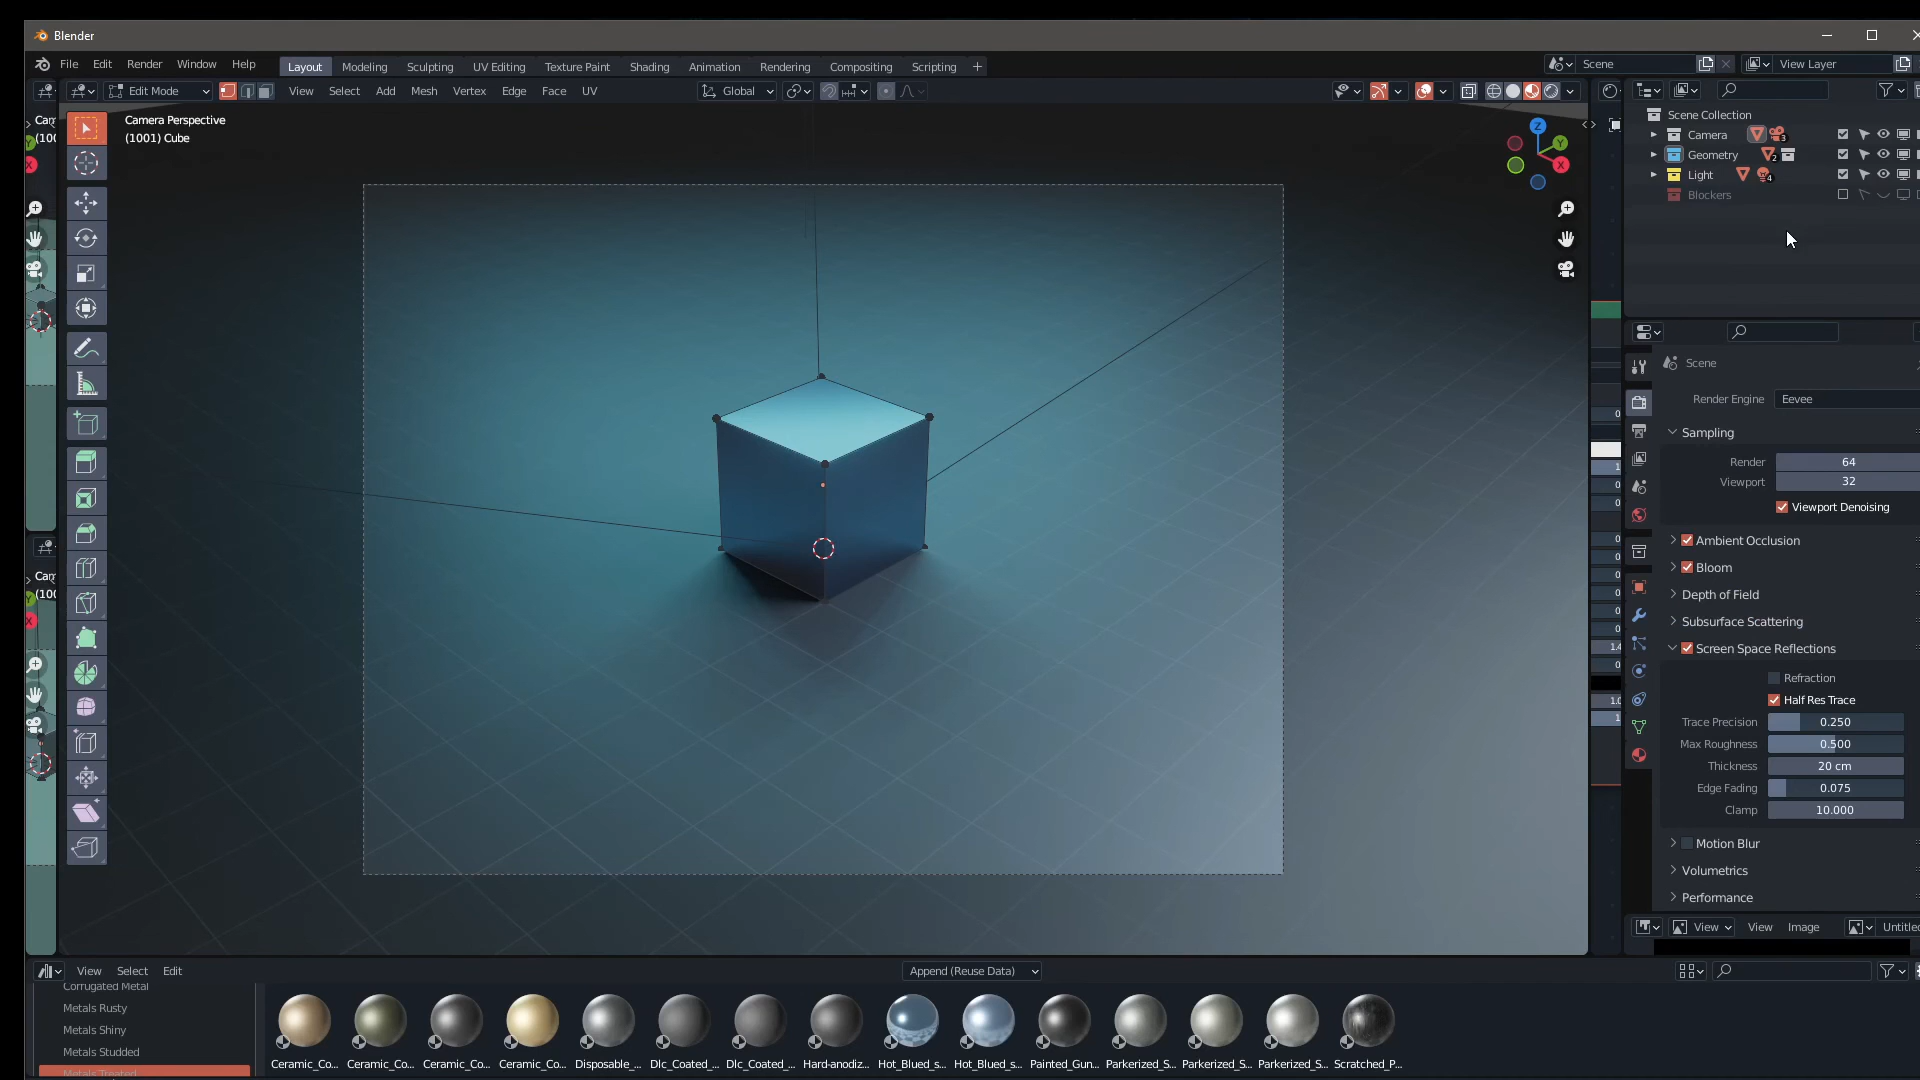 Blender
File Edit Render Window Help
Layout Modeling Sculpting UV Editing Texture Paint Shading Animation Rendering Compositing Scripting +
Scene
View Layer
Edit Mode
View Select Add Mesh Vertex Edge Face UV
Global
Camera Perspective
(1001) Cube
Z
Y
X
Scene Collection
Camera 3
Geometry 2
Light 4
Blockers
Scene
Render Engine Eevee
Sampling
Render 64
Viewport 32
Viewport Denoising
Ambient Occlusion
Bloom
Depth of Field
Subsurface Scattering
Screen Space Reflections
Refraction
Half Res Trace
Trace Precision 0.250
Max Roughness 0.500
Thickness 20 cm
Edge Fading 0.075
Clamp 10.000
Motion Blur
Volumetrics
Performance
View View Image Untitle
View Select Edit
Append (Reuse Data)
Corrugated Metal
Metals Rusty
Metals Shiny
Metals Studded
Metals Treated
Ceramic_Co... Ceramic_Co... Ceramic_Co... Ceramic_Co... Disposable_... Dlc_Coated_... Dlc_Coated_... Hard-anodiz... Hot_Blued_s... Hot_Blued_s... Painted_Gun... Parkerized_S... Parkerized_S... Parkerized_S... Scratched_P...